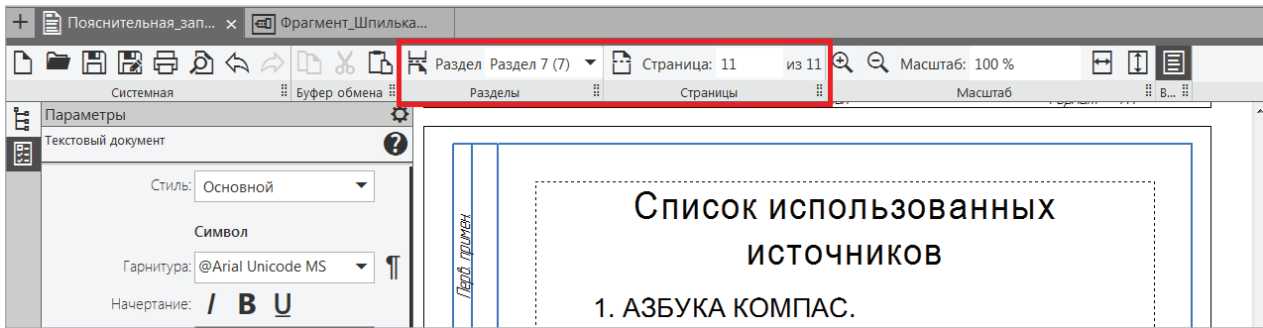 Пояснительная_зап... Фрагмент_Шпилька...
Раздел Раздел 7 (7) Страница: 11 из 11 Масштаб: 100 %
Системная Буфер обмена Разделы Страницы Масштаб В...
Параметры
Текстовый документ
Стиль: Основной
Символ
Гарнитура: @Arial Unicode MS
Начертание: I B U
Перв. примен.
Список использованных
источников
1. АЗБУКА КОМПАС.